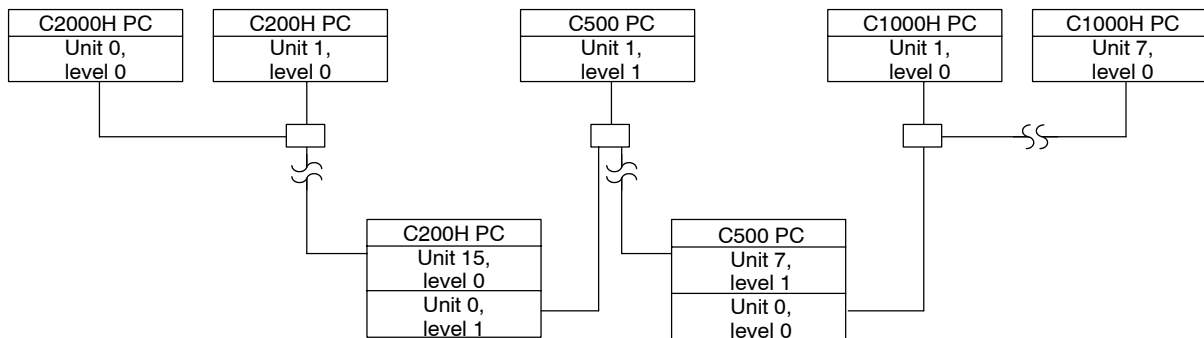 C2000H PC
Unit 0,
level 0
C200H PC
Unit 1,
level 0
C500 PC
Unit 1,
level 1
C1000H PC
Unit 1,
level 0
C1000H PC
Unit 7,
level 0
C200H PC
Unit 15,
level 0
Unit 0,
level 1
C500 PC
Unit 7,
level 1
Unit 0,
level 0